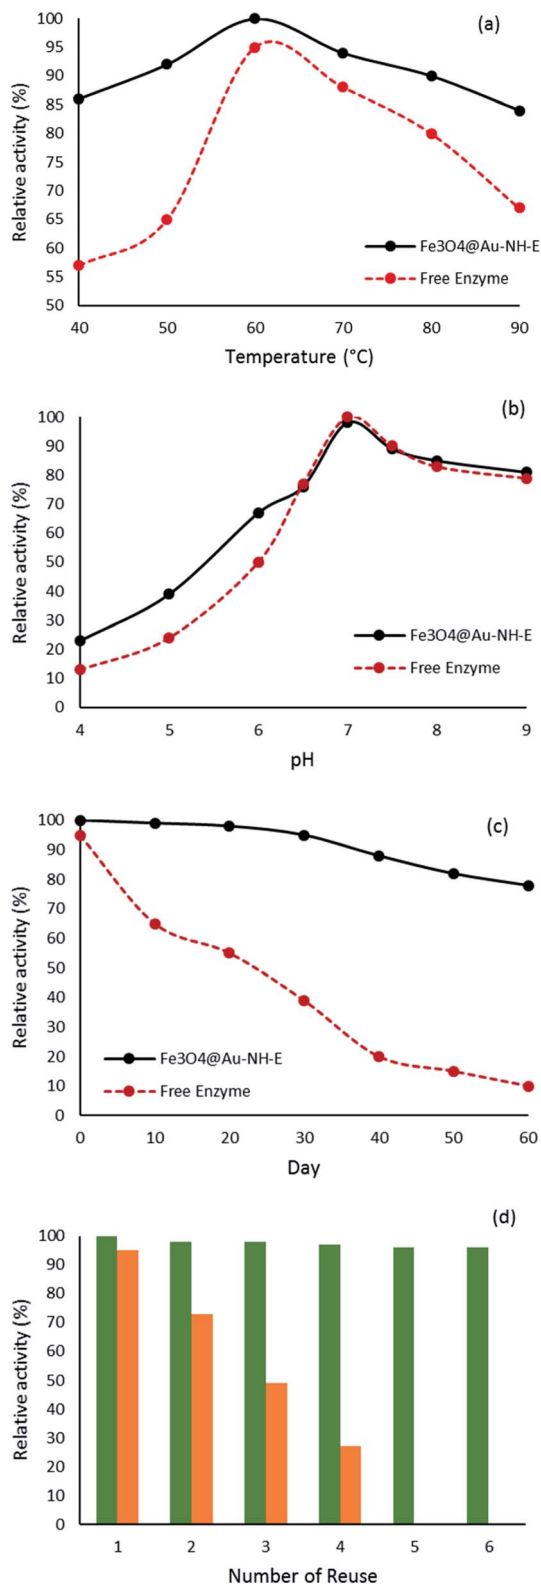 (a)
100
95
90
85
80
75
70
65
60
55
50
Relative activity (%)
Fe3O4@Au-NH-E
Free Enzyme
40 50 60 70 80 90
Temperature (°C)
(b)
100
90
80
70
60
50
40
30
20
10
0
Relative activity (%)
Fe3O4@Au-NH-E
Free Enzyme
4 5 6 7 8 9
pH
(c)
100
90
80
70
60
50
40
30
20
10
0
Relative activity (%)
Fe3O4@Au-NH-E
Free Enzyme
0 10 20 30 40 50 60
Day
(d)
100
90
80
70
60
50
40
30
20
10
0
Relative activity (%)
1 2 3 4 5 6
Number of Reuse